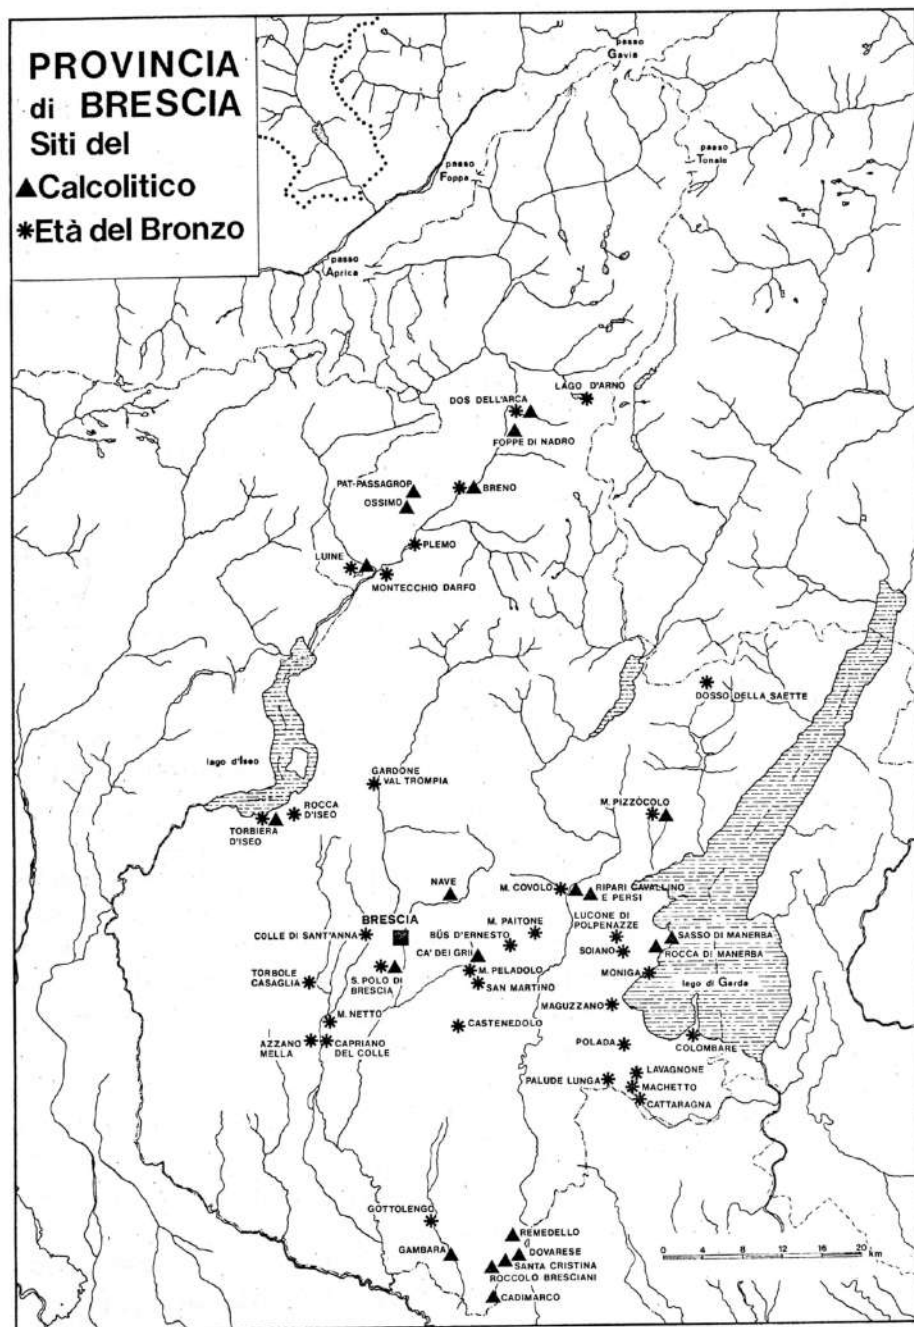 PROVINCIA
di BRESCIA
Siti del
▲Calcolitico
*Età del Bronzo
passo
Gavia
passo
Tonale
passo
Foppa
passo
Aprica
LAGO D'ARNO
DOS DELL'ARCA
FOPPE DI NADRO
PAT-PASSAGROP
BRENO
OSSIMO
PLEMO
LUINE
MONTECCHIO DARFO
DOSSO DELLA SAETTE
lago d'Iseo
GARDONE
VAL TROMPIA
ROCCA
D'ISEO
M. PIZZÒCOLO
TORBIERA
D'ISEO
NAVE
M. COVOLO
RIPARI CAVALLINO
E PERSI
BRESCIA
M. PAITONE
LUCONE DI
POLPENAZZE
COLLE DI SANT'ANNA
BÜS D'ERNESTO
SASSO DI MANERBA
CA' DEI GRII
SOIANO
ROCCA DI MANERBA
TORBOLE
CASAGLIA
S. POLO DI
BRESCIA
M. PELADOLO
SAN MARTINO
MONIGA
lago di Garda
MAGUZZANO
M. NETTO
CASTENEDOLO
AZZANO
MELLA
CAPRIANO
DEL COLLE
POLADA
COLOMBARE
LAVAGNONE
PALUDE LUNGA
MACHETTO
CATTARAGNA
GOTTOLENGO
REMEDELLO
GAMBARA
DOVARESE
SANTA CRISTINA
ROCCOLO BRESCIANI
CADIMARCO
0 4 8 12 16 20
km